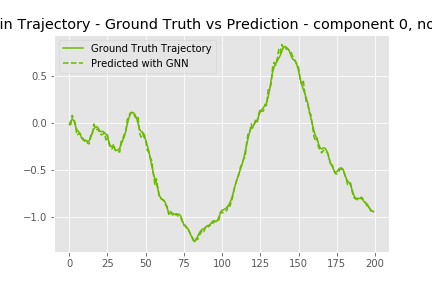 in Trajectory - Ground Truth vs Prediction - component 0, no
Ground Truth Trajectory
Predicted with GNN
0.5
0.0
−0.5
−1.0
0 25 50 75 100 125 150 175 200